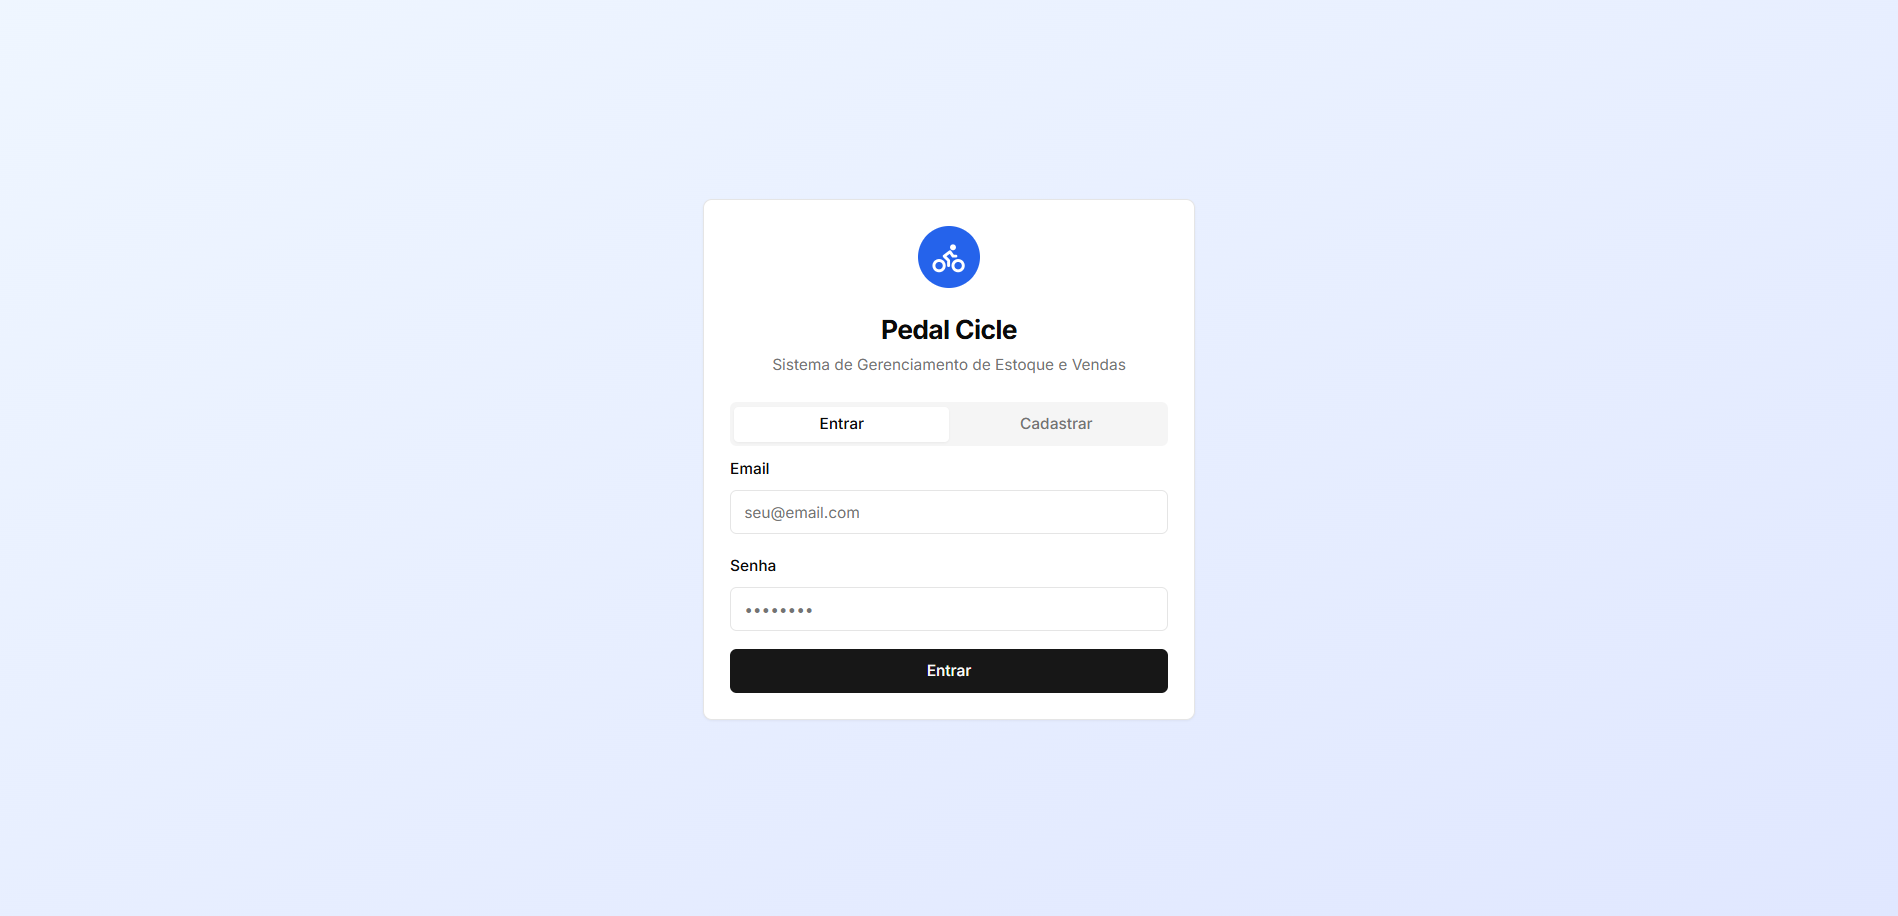 Pedal Cicle
Sistema de Gerenciamento de Estoque e Vendas
Entrar
Cadastrar
Email
seu@email.com
Senha
••••••••
Entrar